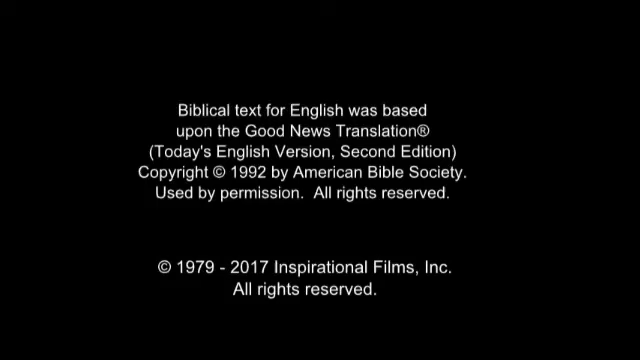 Biblical text for English was based
upon the Good News Translation®
(Today's English Version, Second Edition)
Copyright © 1992 by American Bible Society.
Used by permission.  All rights reserved.
© 1979 - 2017 Inspirational Films, Inc.
All rights reserved.